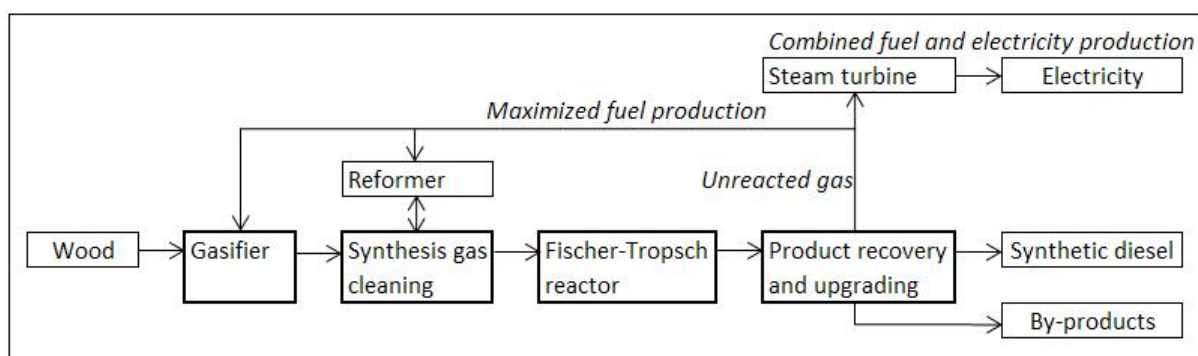 Combined fuel and electricity production
Steam turbine
Electricity
Maximized fuel production
Reformer
Unreacted gas
Wood
Gasifier
Synthesis gas
cleaning
Fischer-Tropsch
reactor
Product recovery
and upgrading
Synthetic diesel
By-products